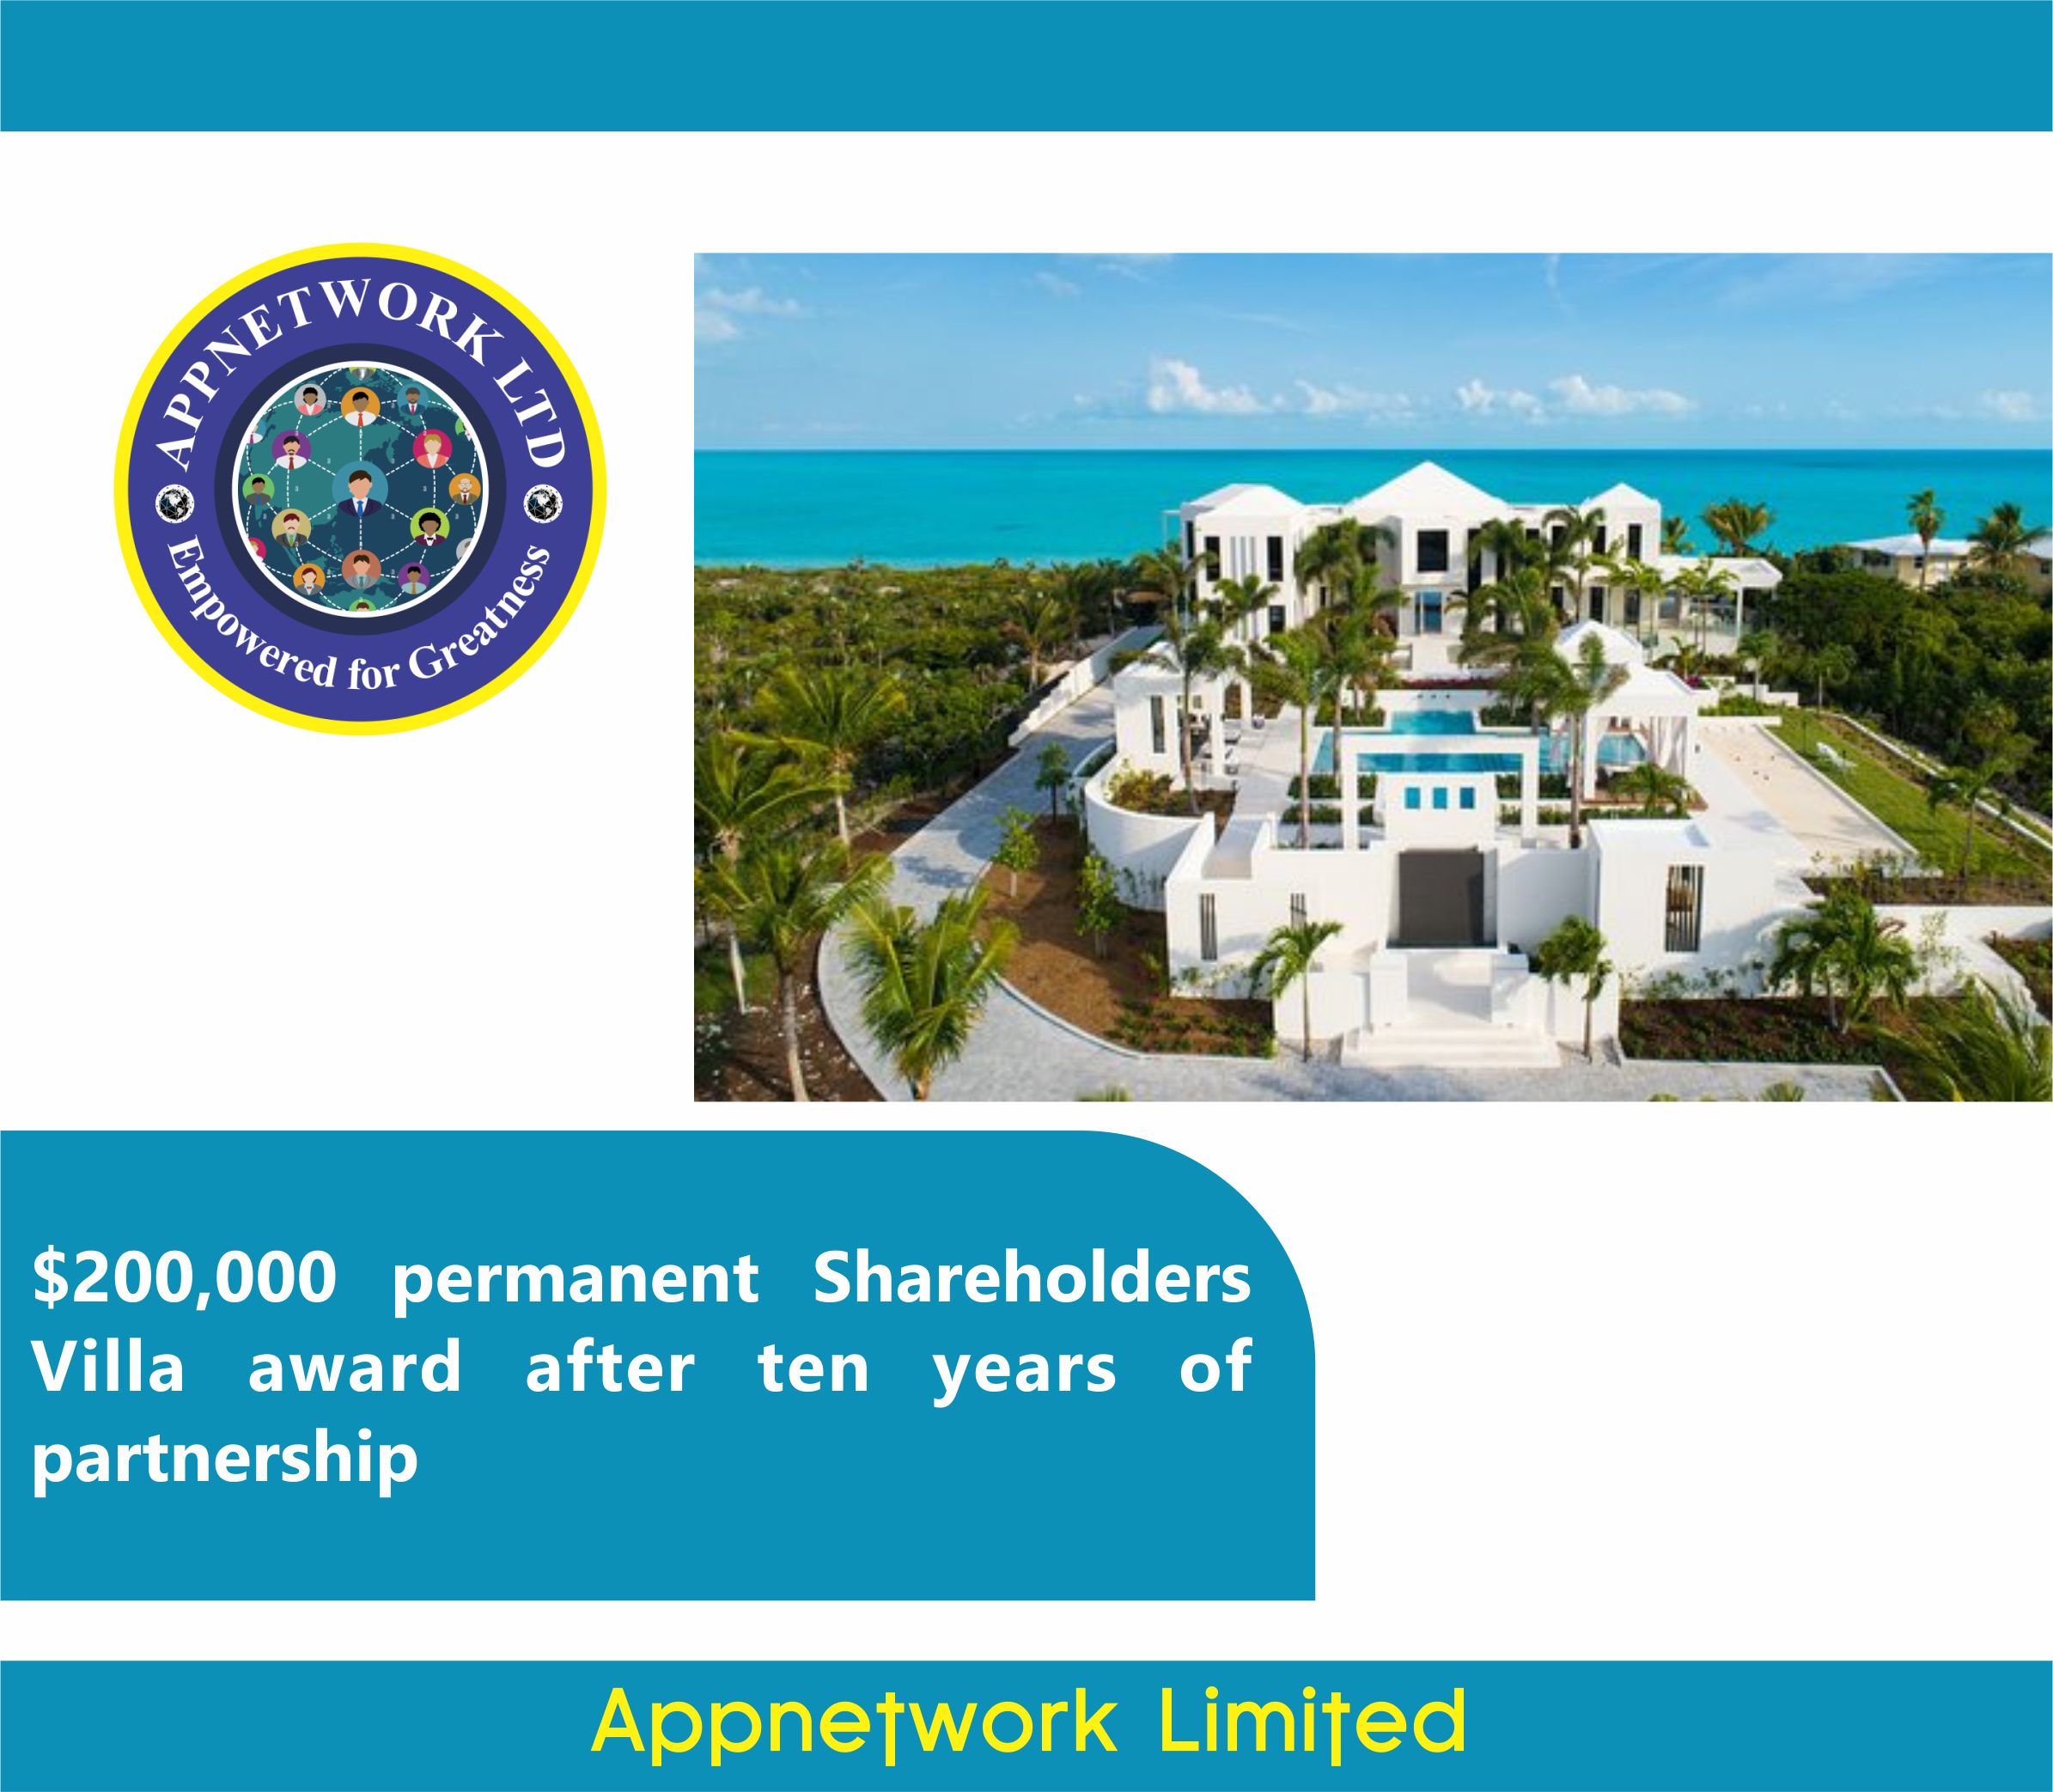 APPNETWORK LTD
Empowered for Greatness
$200,000 permanent Shareholders
Villa award after ten years of
partnership
Appnetwork Limited